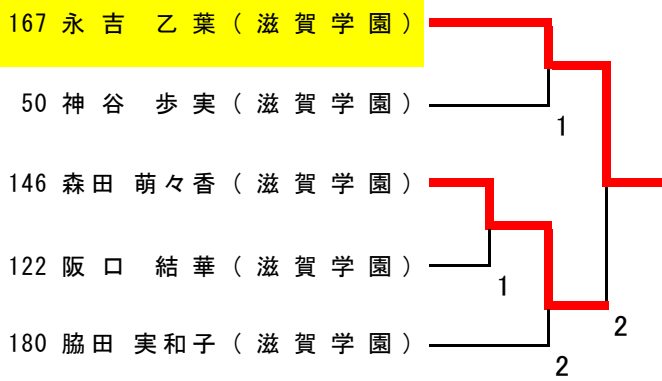 167 永吉 乙葉(滋賀学園)
50 神谷 歩実(滋賀学園)
1
146 森田 萌々香(滋賀学園)
122 阪口 結華(滋賀学園)
1
2
180 脇田 実和子(滋賀学園)
2